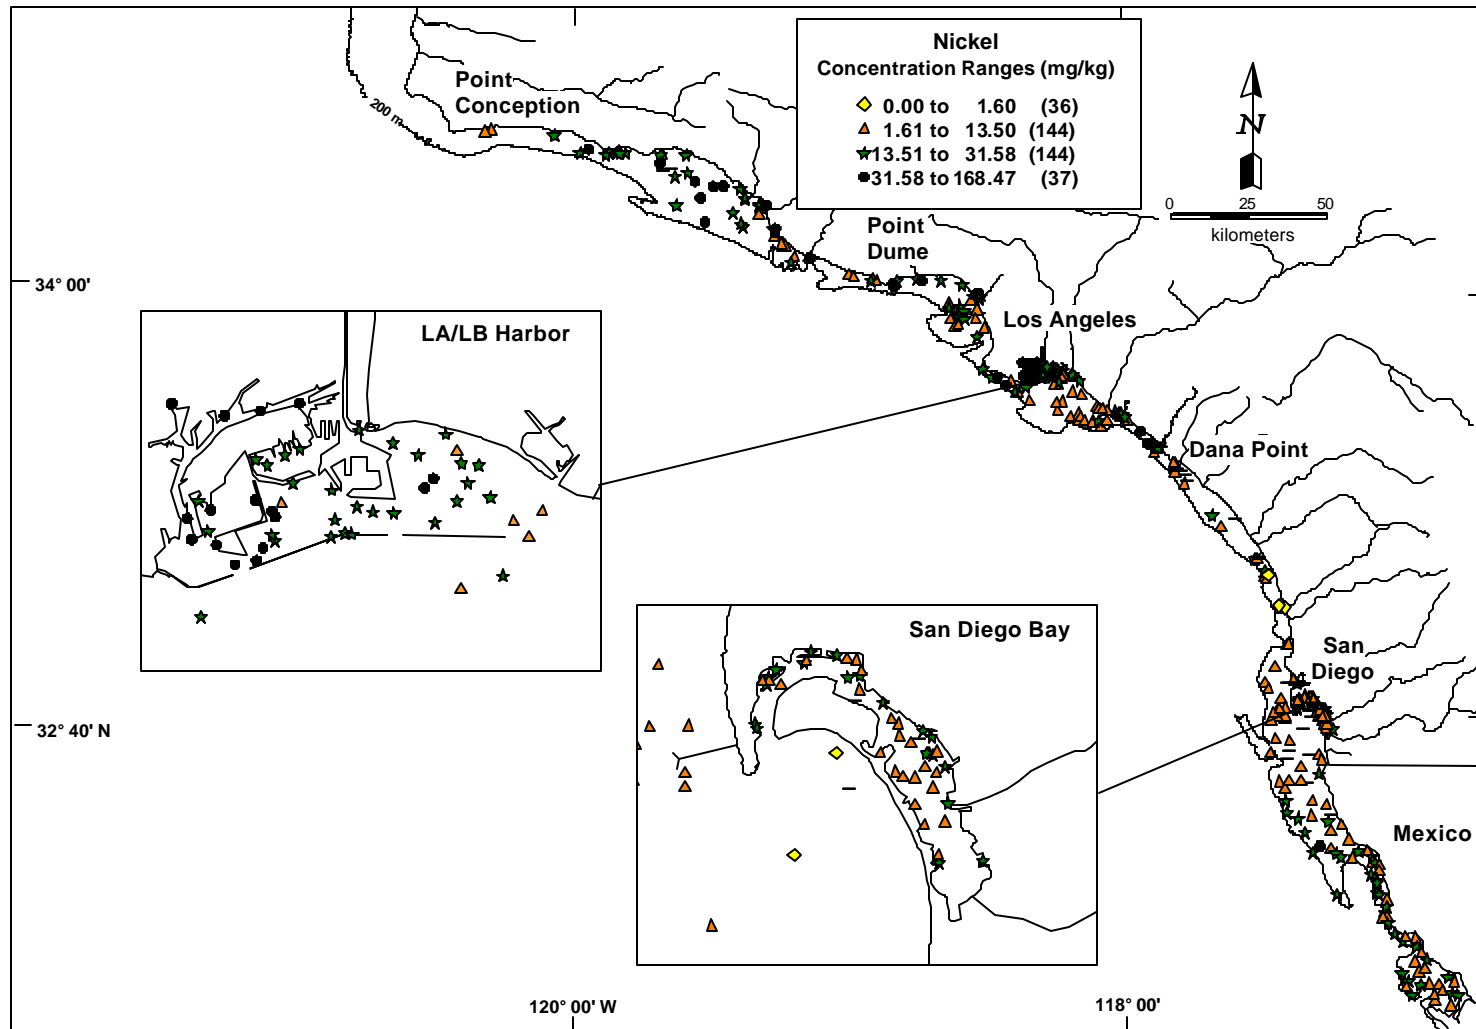 Nickel
Concentration Ranges (mg/kg)
0.00 to 1.60 (36)
1.61 to 13.50 (144)
13.51 to 31.58 (144)
31.58 to 168.47 (37)
Point
Conception
200 m
N
0 25 50
kilometers
Point
Dume
34° 00'
Los Angeles
LA/LB Harbor
Dana Point
San Diego Bay
San
Diego
32° 40' N
Mexico
120° 00' W
118° 00'